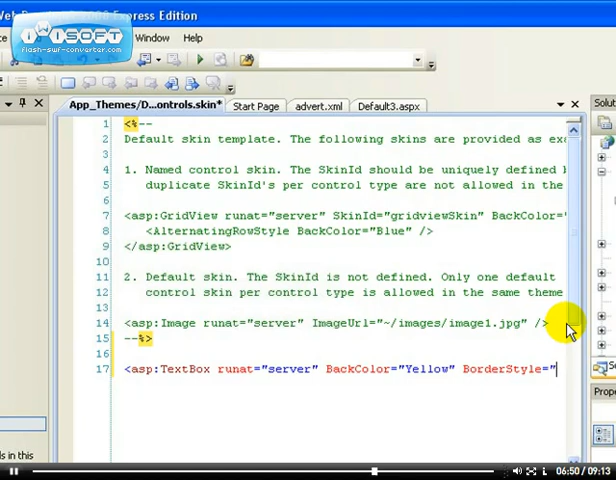 Express Edition
iWiSOFT
flash-swf-converter.com
Window Help
App_Themes/D...ontrols.skin* Start Page advert.xml Default3.aspx
1 <%--
2 Default skin template. The following skins are provided as
3
4 1. Named control skin. The SkinId should be uniquely defined
5 duplicate SkinId's per control type are not allowed in the
6
7 <asp:GridView runat="server" SkinId="gridviewSkin" BackColor="
8 <AlternatingRowStyle BackColor="Blue" />
9 </asp:GridView>
10
11 2. Default skin. The SkinId is not defined. Only one default
12 control skin per control type is allowed in the same theme
13
14 <asp:Image runat="server" ImageUrl="~/images/image1.jpg" />
15 --%>
16
17 <asp:TextBox runat="server" BackColor="Yellow" BorderStyle="
Prope
ds in this
06:50 / 09:13